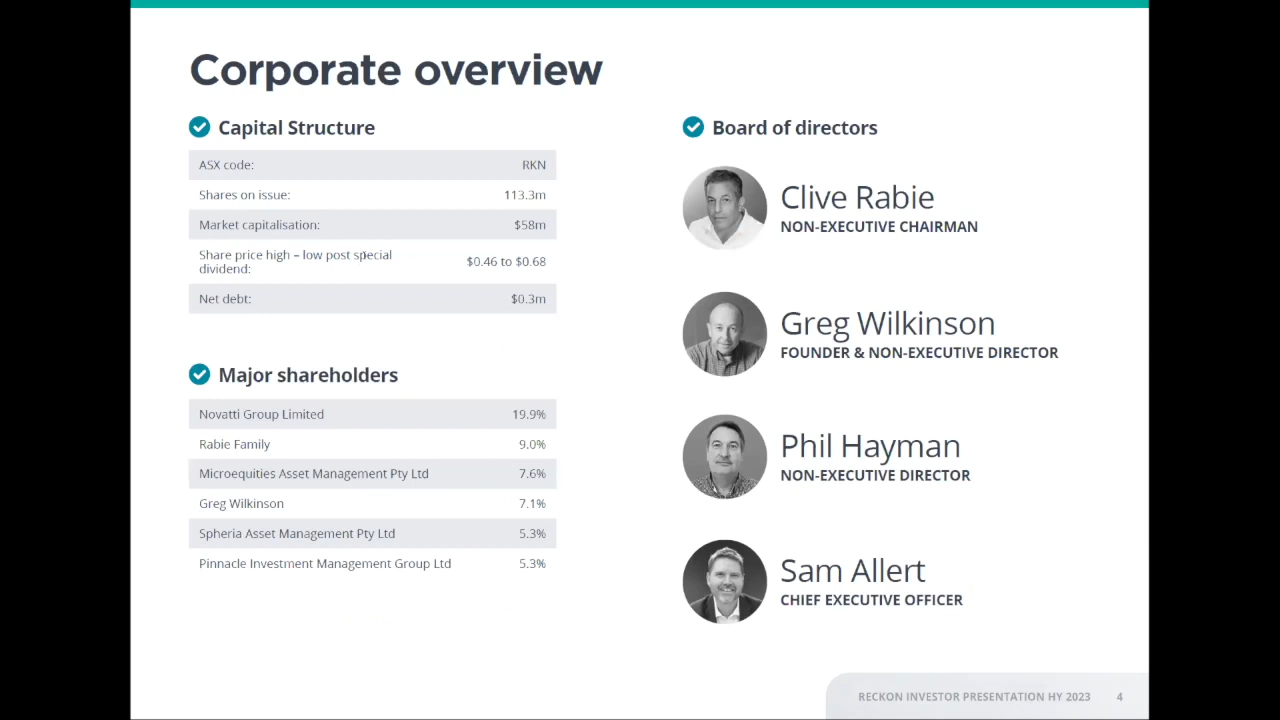 Corporate overview
Capital Structure
ASX code: RKN
Shares on issue: 113.3m
Market capitalisation: $58m
Share price high – low post special
dividend: $0.46 to $0.68
Net debt: $0.3m
Major shareholders
Novatti Group Limited 19.9%
Rabie Family 9.0%
Microequities Asset Management Pty Ltd 7.6%
Greg Wilkinson 7.1%
Spheria Asset Management Pty Ltd 5.3%
Pinnacle Investment Management Group Ltd 5.3%
Board of directors
Clive Rabie
NON-EXECUTIVE CHAIRMAN
Greg Wilkinson
FOUNDER & NON-EXECUTIVE DIRECTOR
Phil Hayman
NON-EXECUTIVE DIRECTOR
Sam Allert
CHIEF EXECUTIVE OFFICER
RECKON INVESTOR PRESENTATION HY 2023 4